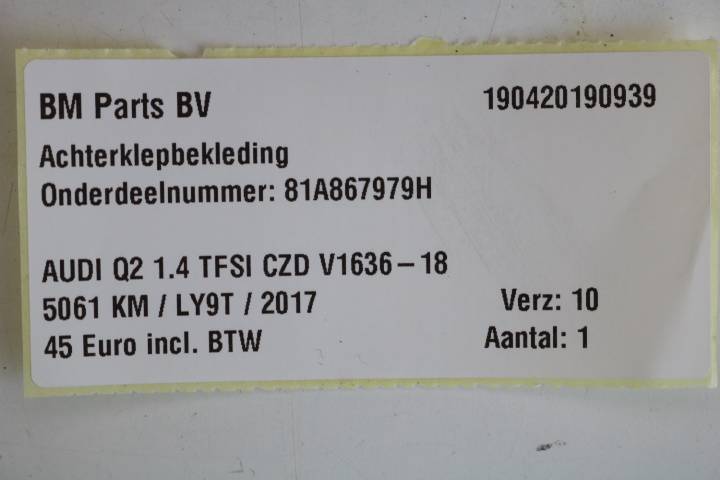 BM Parts BV 190420190939
Achterklepbekleding
Onderdeelnummer: 81A867979H
AUDI Q2 1.4 TFSI CZD V1636-18
5061 KM / LY9T / 2017 Verz: 10
45 Euro incl. BTW Aantal: 1